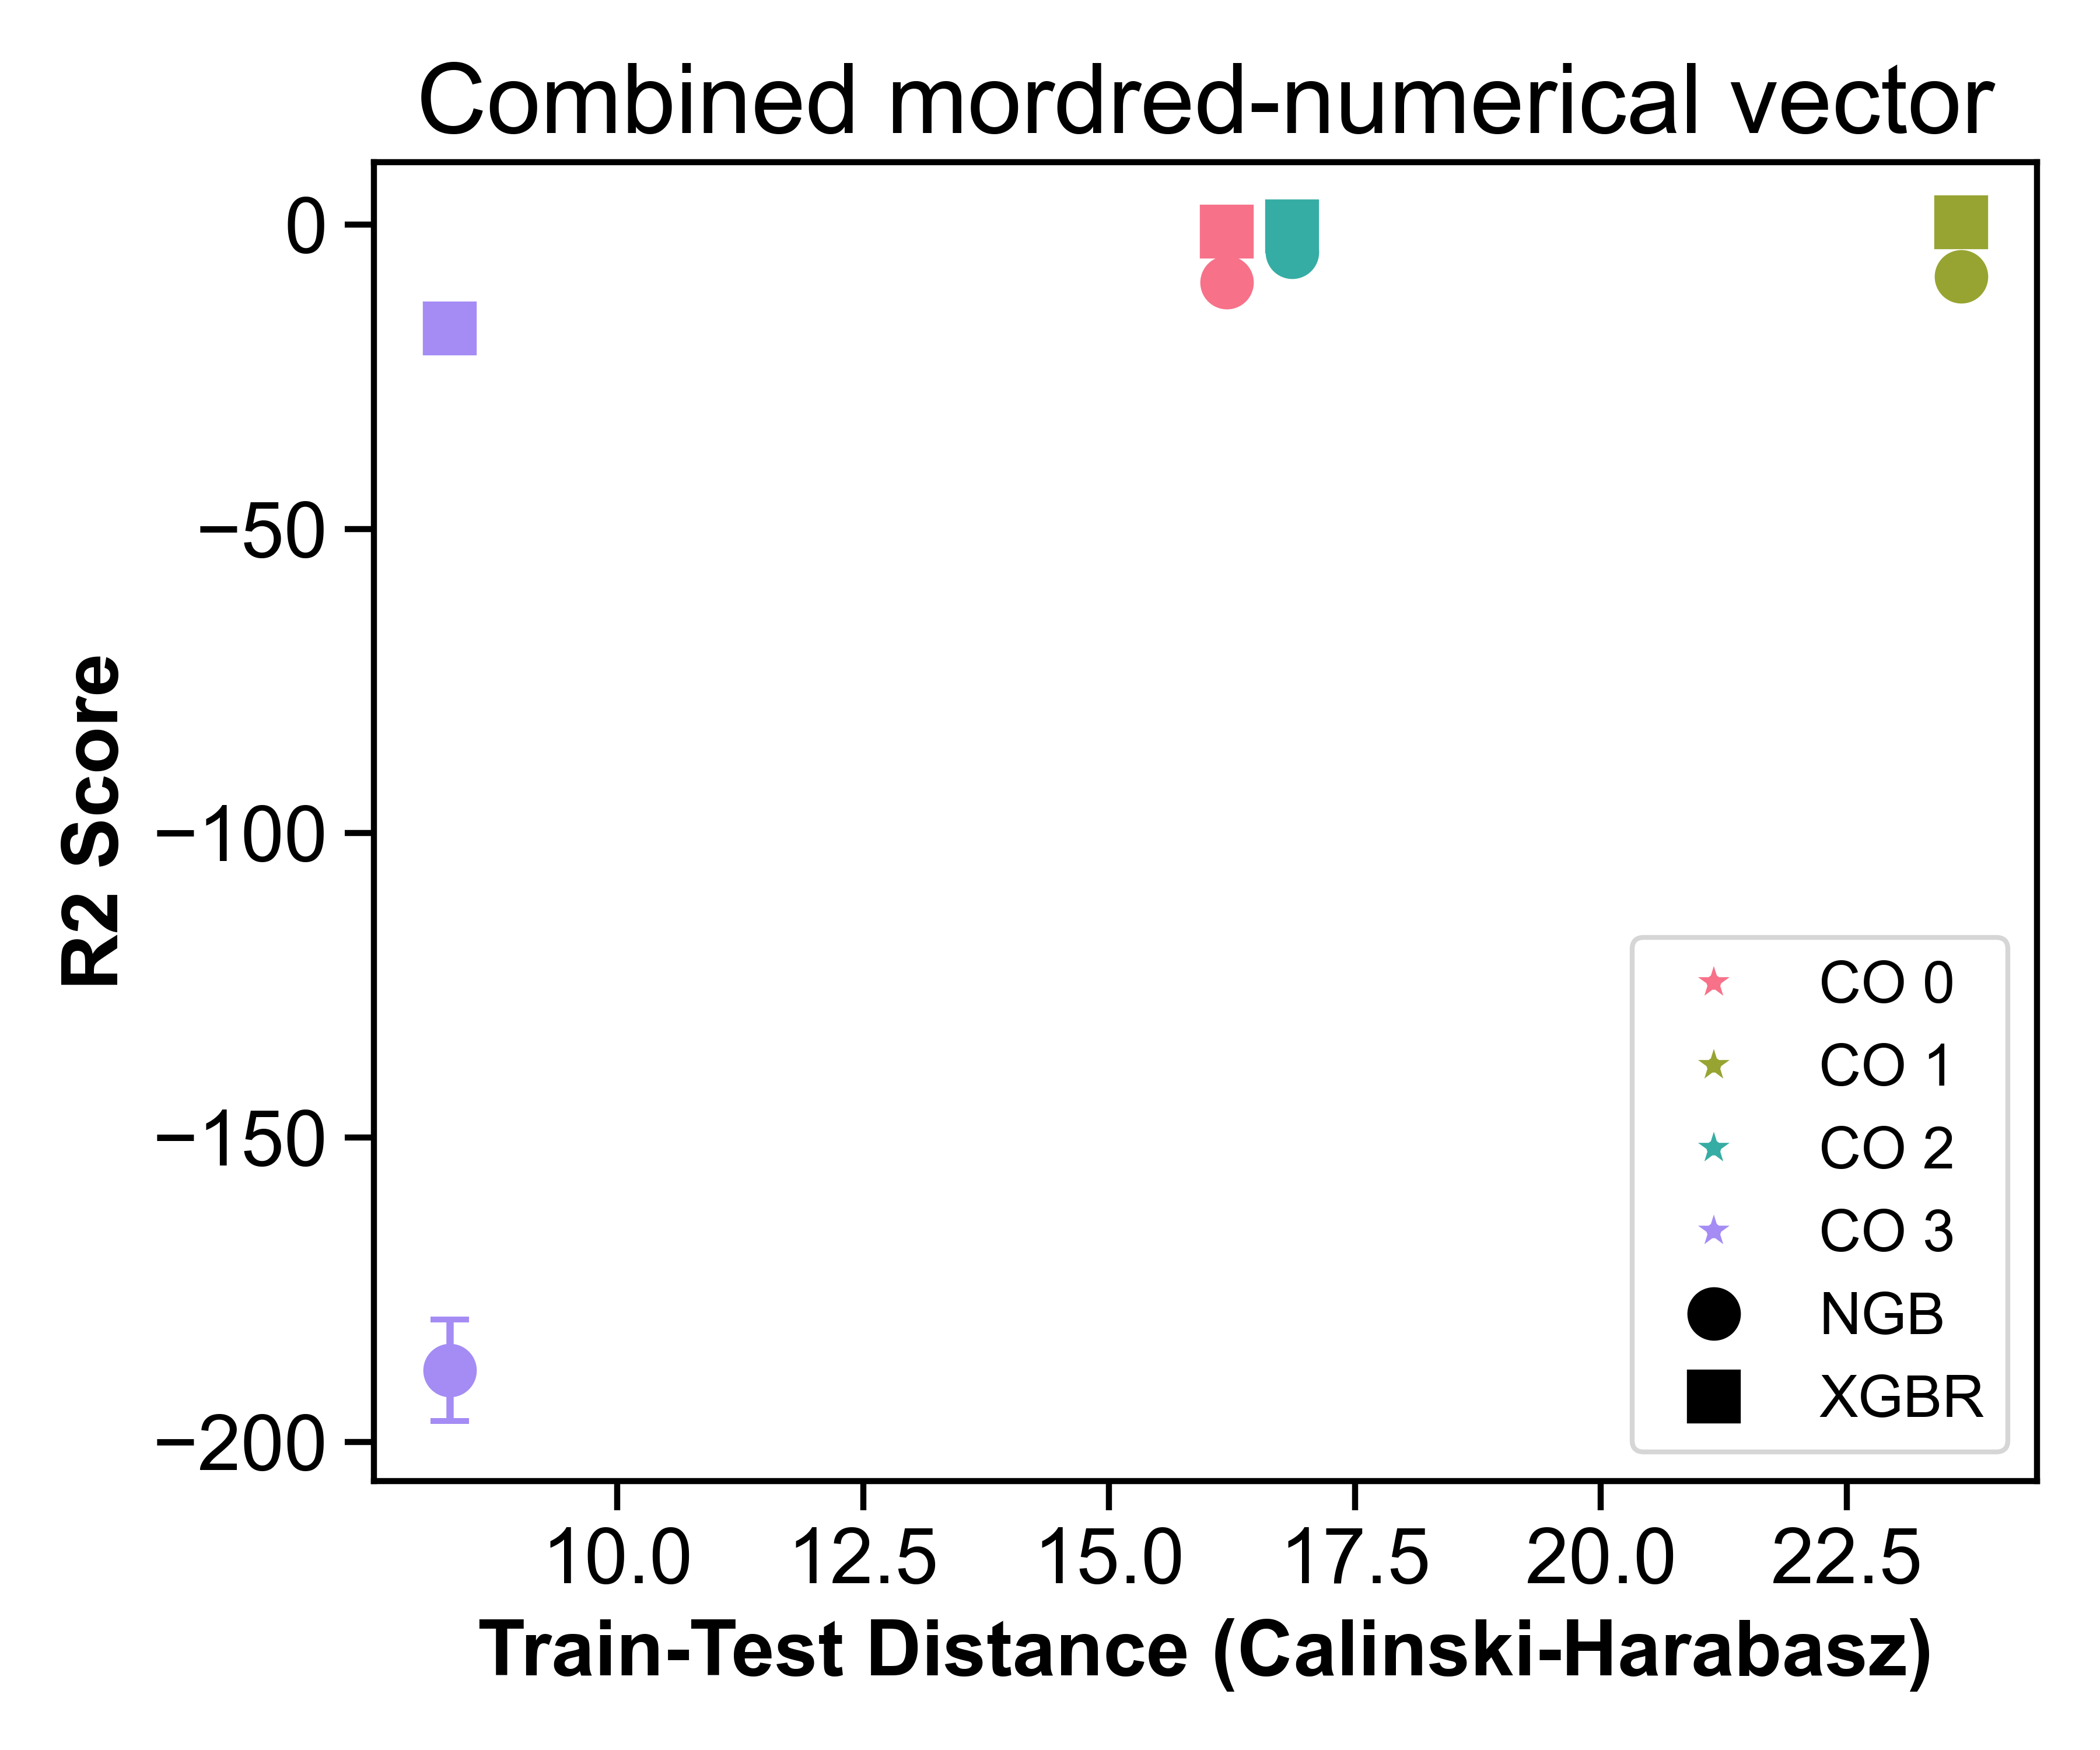 Combined mordred-numerical vector
0
−50
−100
−150
−200
R2 Score
CO 0
CO 1
CO 2
CO 3
NGB
XGBR
10.0 12.5 15.0 17.5 20.0 22.5
Train-Test Distance (Calinski-Harabasz)